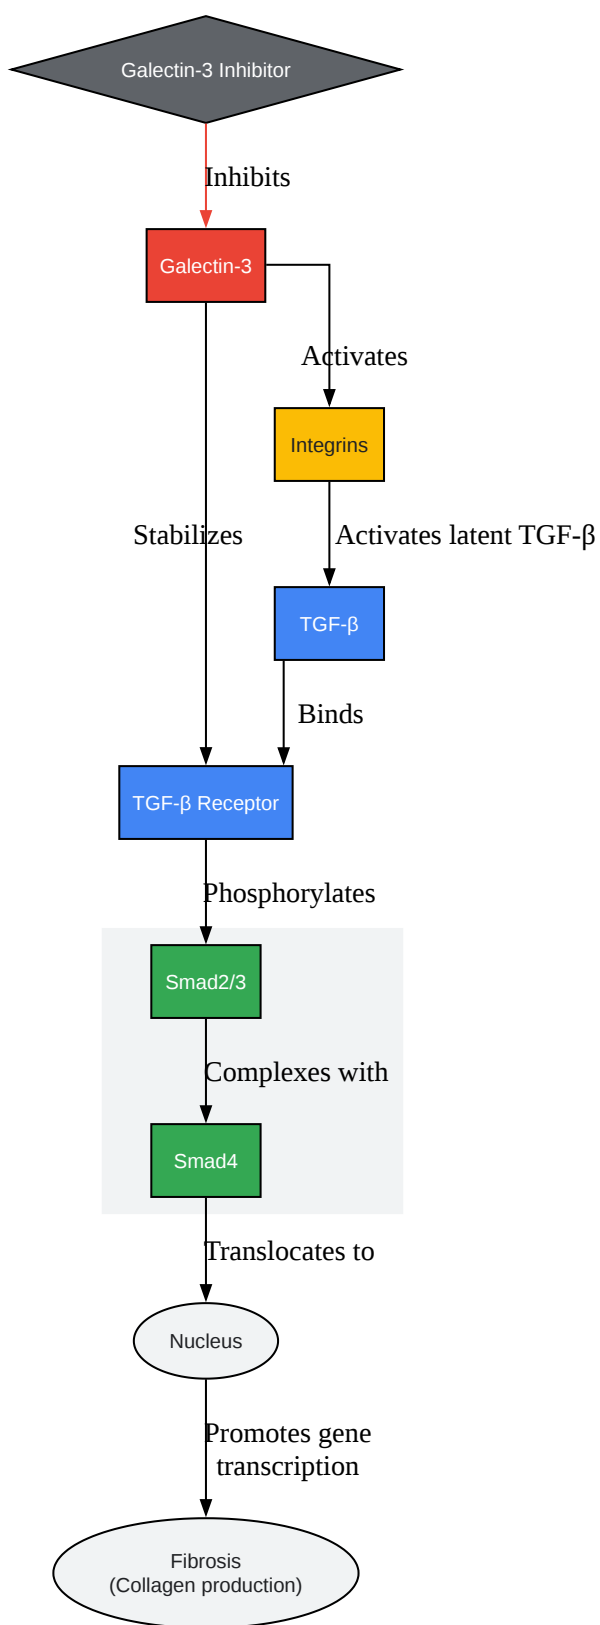 Galectin-3 Inhibitor
Inhibits
Galectin-3
Activates
Integrins
Stabilizes
Activates latent TGF-β
TGF-β
Binds
TGF-β Receptor
Phosphorylates
Smad2/3
Complexes with
Smad4
Translocates to
Nucleus
Promotes gene
transcription
Fibrosis
(Collagen production)